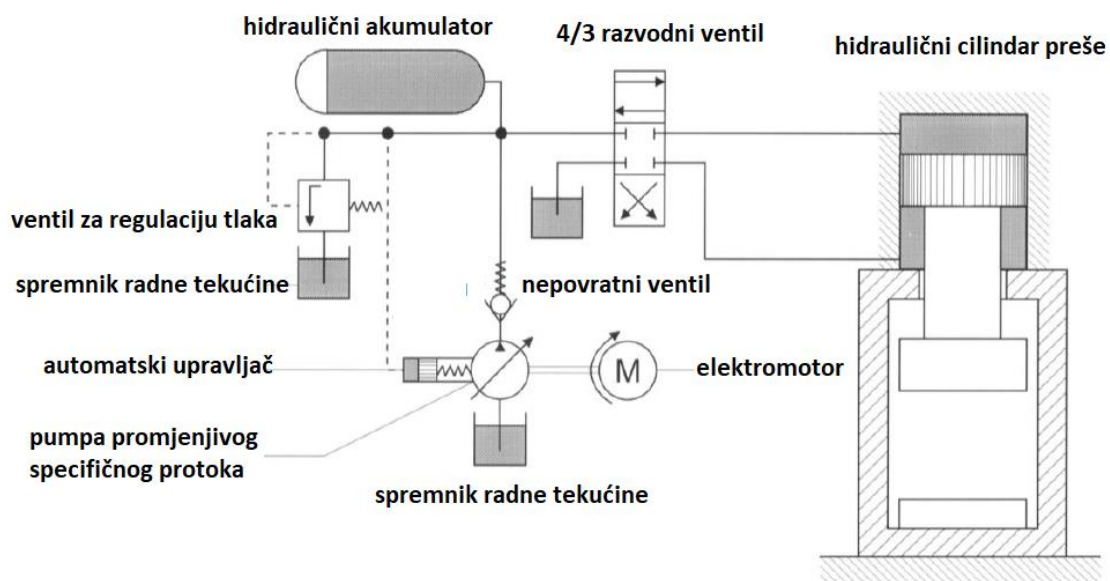 hidraulični akumulator
4/3 razvodni ventil
hidraulični cilindar preše
ventil za regulaciju tlaka
spremnik radne tekućine
nepovratni ventil
automatski upravljač
M
elektromotor
pumpa promjenjivog
specifičnog protoka
spremnik radne tekućine